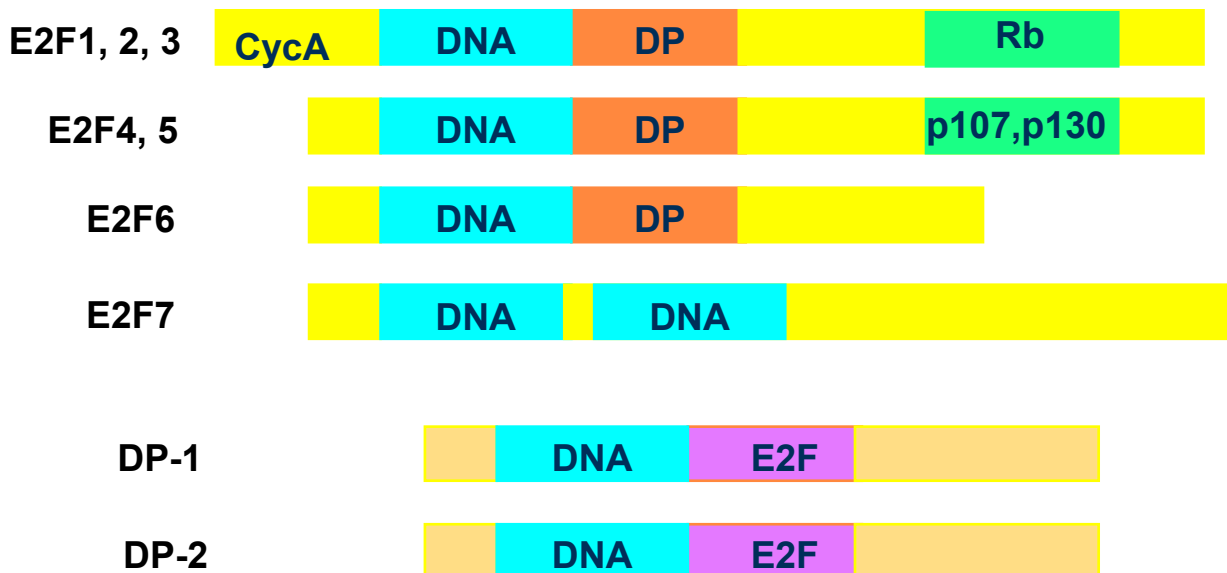 E2F1, 2, 3 CycA DNA DP Rb
E2F4, 5 DNA DP p107,p130
E2F6 DNA DP
E2F7 DNA DNA
DP-1 DNA E2F
DP-2 DNA E2F